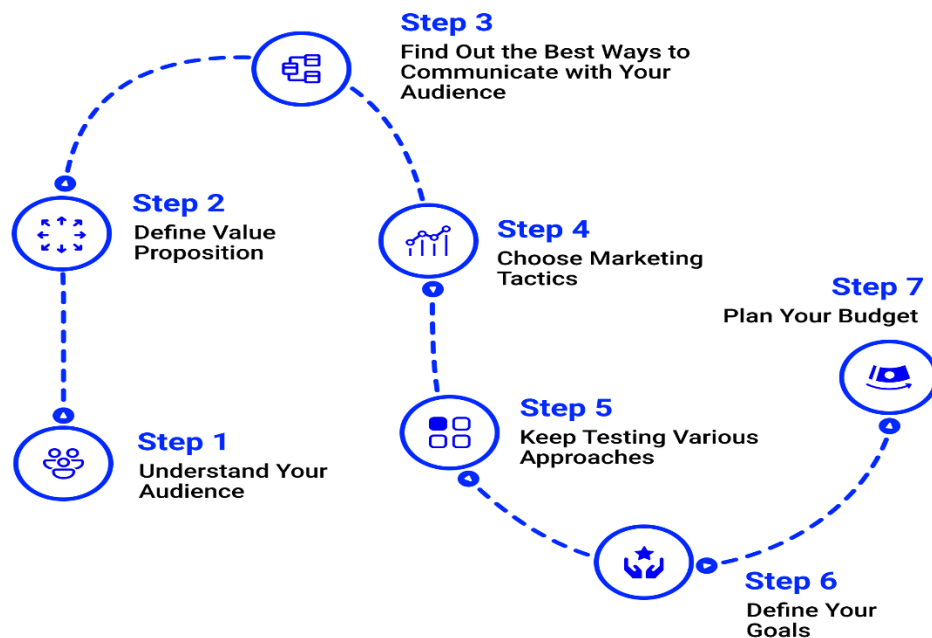 Step 1
Understand Your
Audience
Step 2
Define Value
Proposition
Step 3
Find Out the Best Ways to
Communicate with Your
Audience
Step 4
Choose Marketing
Tactics
Step 5
Keep Testing Various
Approaches
Step 6
Define Your
Goals
Step 7
Plan Your Budget